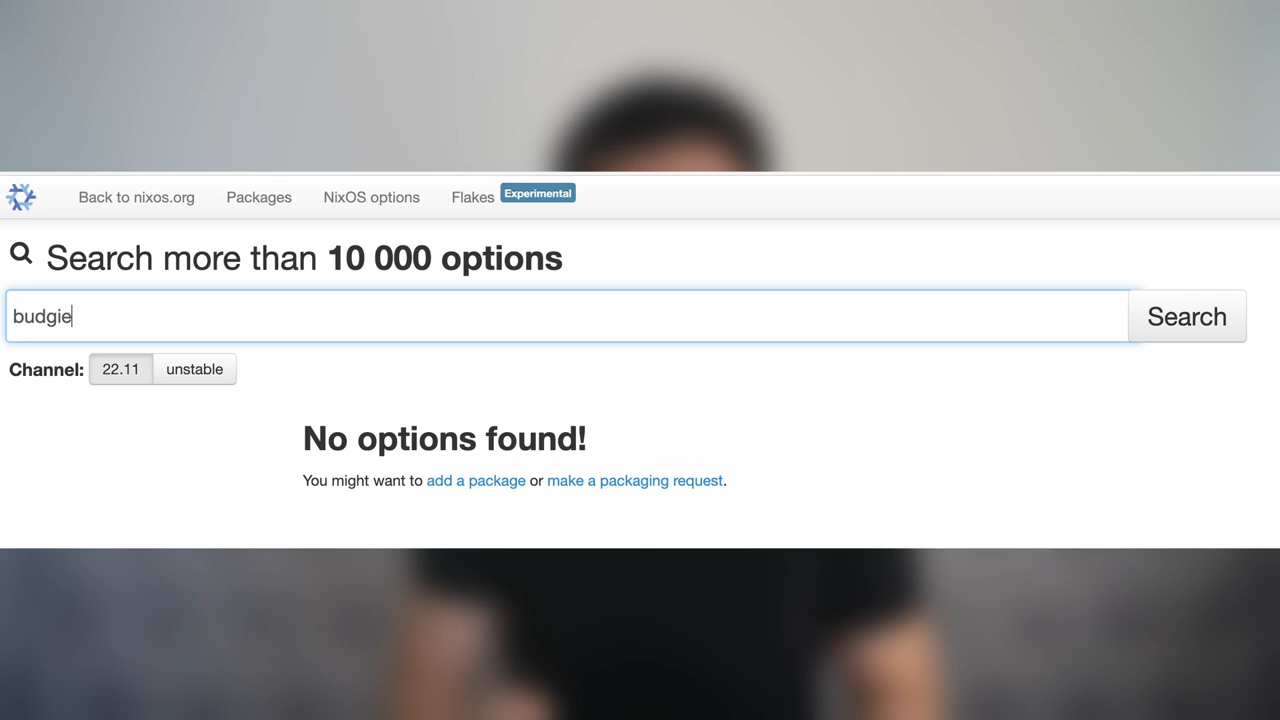 Back to nixos.org Packages NixOS options Flakes Experimental
Search more than 10 000 options
budgie Search
Channel: 22.11 unstable
No options found!
You might want to add a package or make a packaging request.